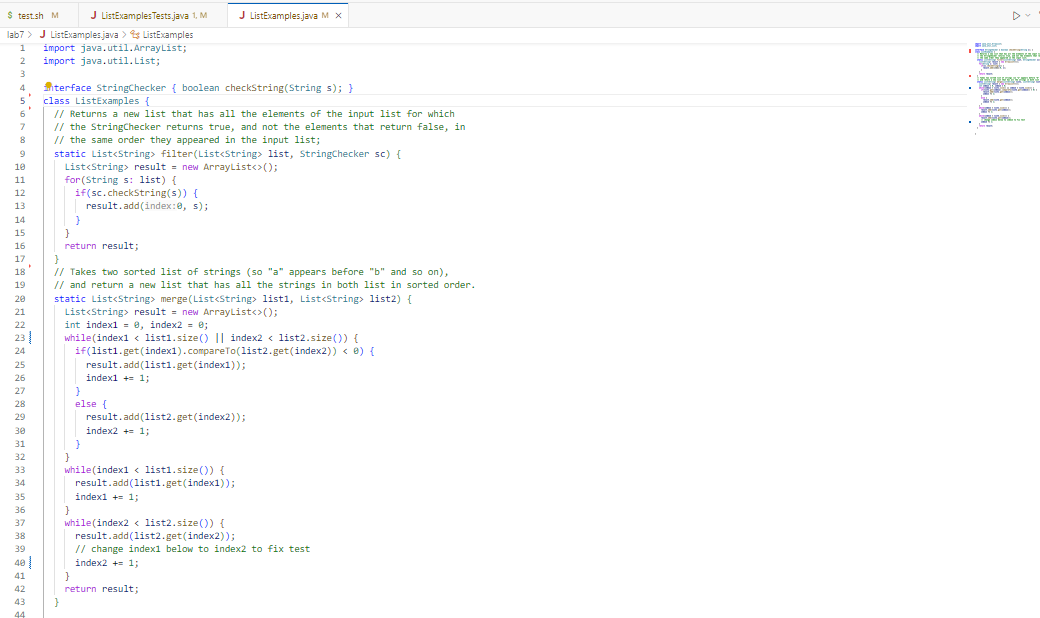 $ test.sh M J ListExamplesTests.java 1, M J ListExamples.java M ×
lab7 > J ListExamples.java > ListExamples
1 import java.util.ArrayList;
2 import java.util.List;
3
4 interface StringChecker { boolean checkString(String s); }
5 class ListExamples {
6 // Returns a new list that has all the elements of the input list for which
7 // the StringChecker returns true, and not the elements that return false, in
8 // the same order they appeared in the input list;
9 static List<String> filter(List<String> list, StringChecker sc) {
10 List<String> result = new ArrayList<>();
11 for(String s: list) {
12 if(sc.checkString(s)) {
13 result.add(index:0, s);
14 }
15 }
16 return result;
17 }
18 // Takes two sorted list of strings (so "a" appears before "b" and so on),
19 // and return a new list that has all the strings in both list in sorted order.
20 static List<String> merge(List<String> list1, List<String> list2) {
21 List<String> result = new ArrayList<>();
22 int index1 = 0, index2 = 0;
23 while(index1 < list1.size() || index2 < list2.size()) {
24 if(list1.get(index1).compareTo(list2.get(index2)) < 0) {
25 result.add(list1.get(index1));
26 index1 += 1;
27 }
28 else {
29 result.add(list2.get(index2));
30 index2 += 1;
31 }
32 }
33 while(index1 < list1.size()) {
34 result.add(list1.get(index1));
35 index1 += 1;
36 }
37 while(index2 < list2.size()) {
38 result.add(list2.get(index2));
39 // change index1 below to index2 to fix test
40 index2 += 1;
41 }
42 return result;
43 }
44